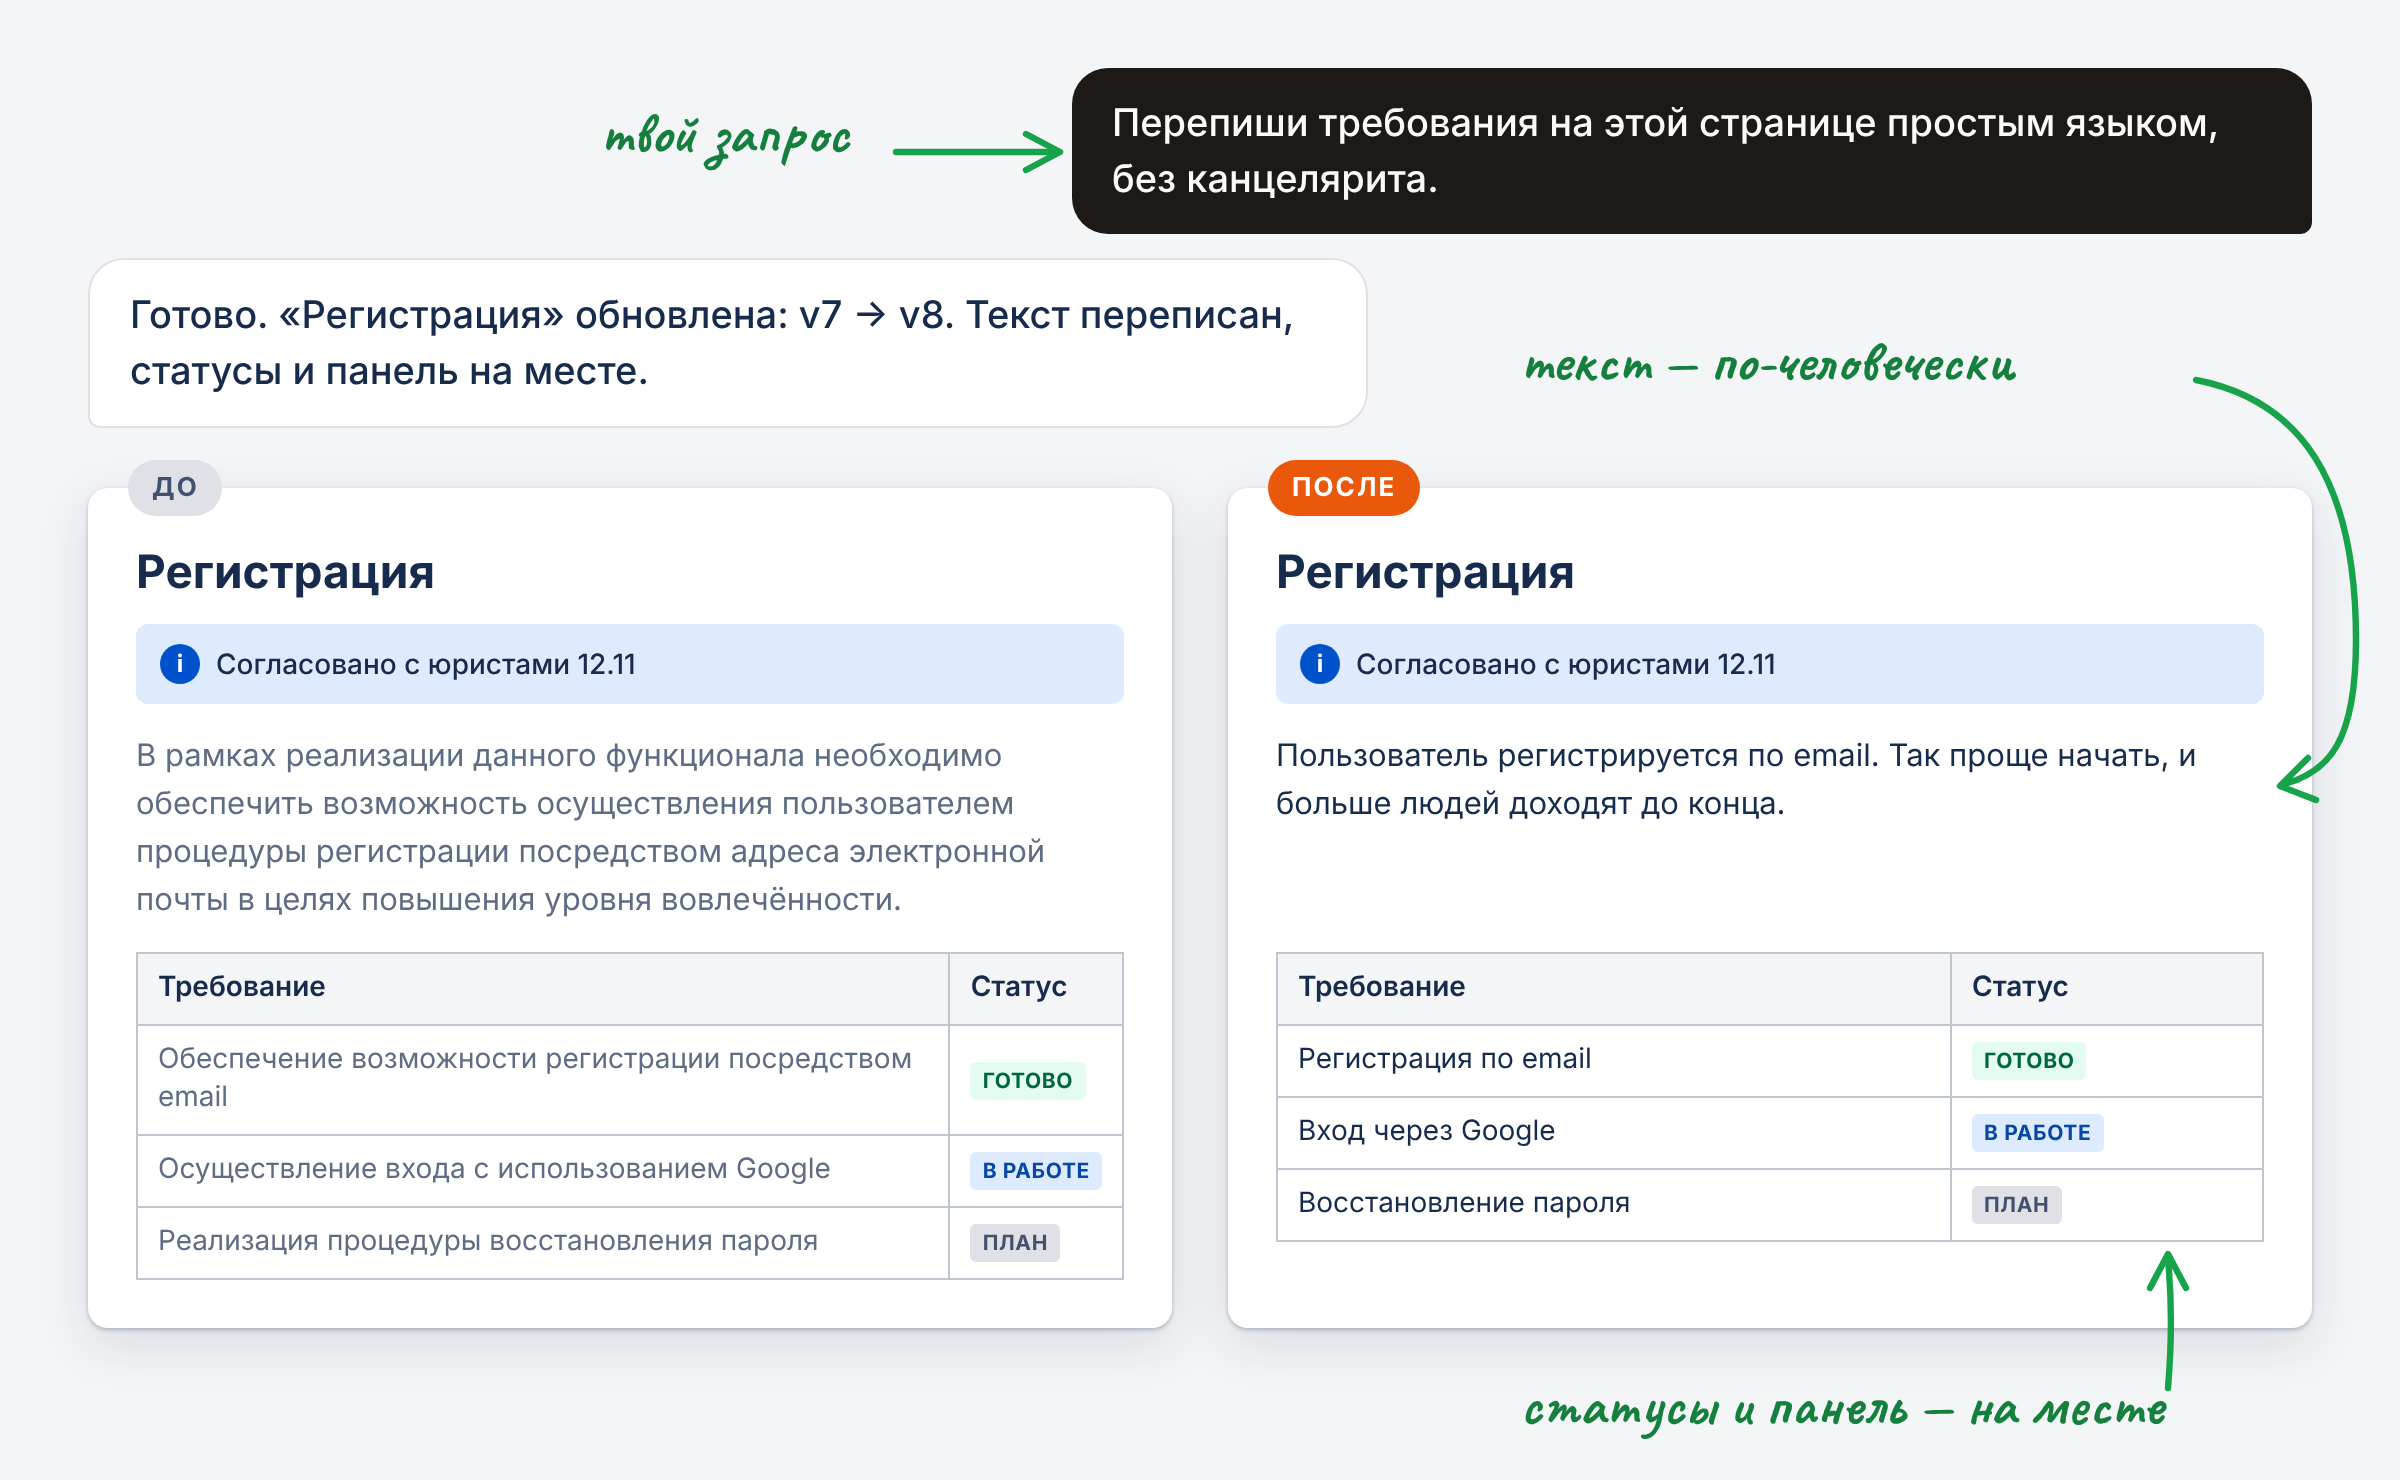 твой запрос
Перепиши требования на этой странице простым языком,
без канцелярита.
Готово. «Регистрация» обновлена: v7 → v8. Текст переписан,
статусы и панель на месте.
текст — по-человечески
ДО
Регистрация
i Согласовано с юристами 12.11
В рамках реализации данного функционала необходимо
обеспечить возможность осуществления пользователем
процедуры регистрации посредством адреса электронной
почты в целях повышения уровня вовлечённости.
Требование Статус
Обеспечение возможности регистрации посредством
email
ГОТОВО
Осуществление входа с использованием Google В РАБОТЕ
Реализация процедуры восстановления пароля ПЛАН
ПОСЛЕ
Регистрация
i Согласовано с юристами 12.11
Пользователь регистрируется по email. Так проще начать, и
больше людей доходят до конца.
Требование Статус
Регистрация по email ГОТОВО
Вход через Google В РАБОТЕ
Восстановление пароля ПЛАН
статусы и панель — на месте